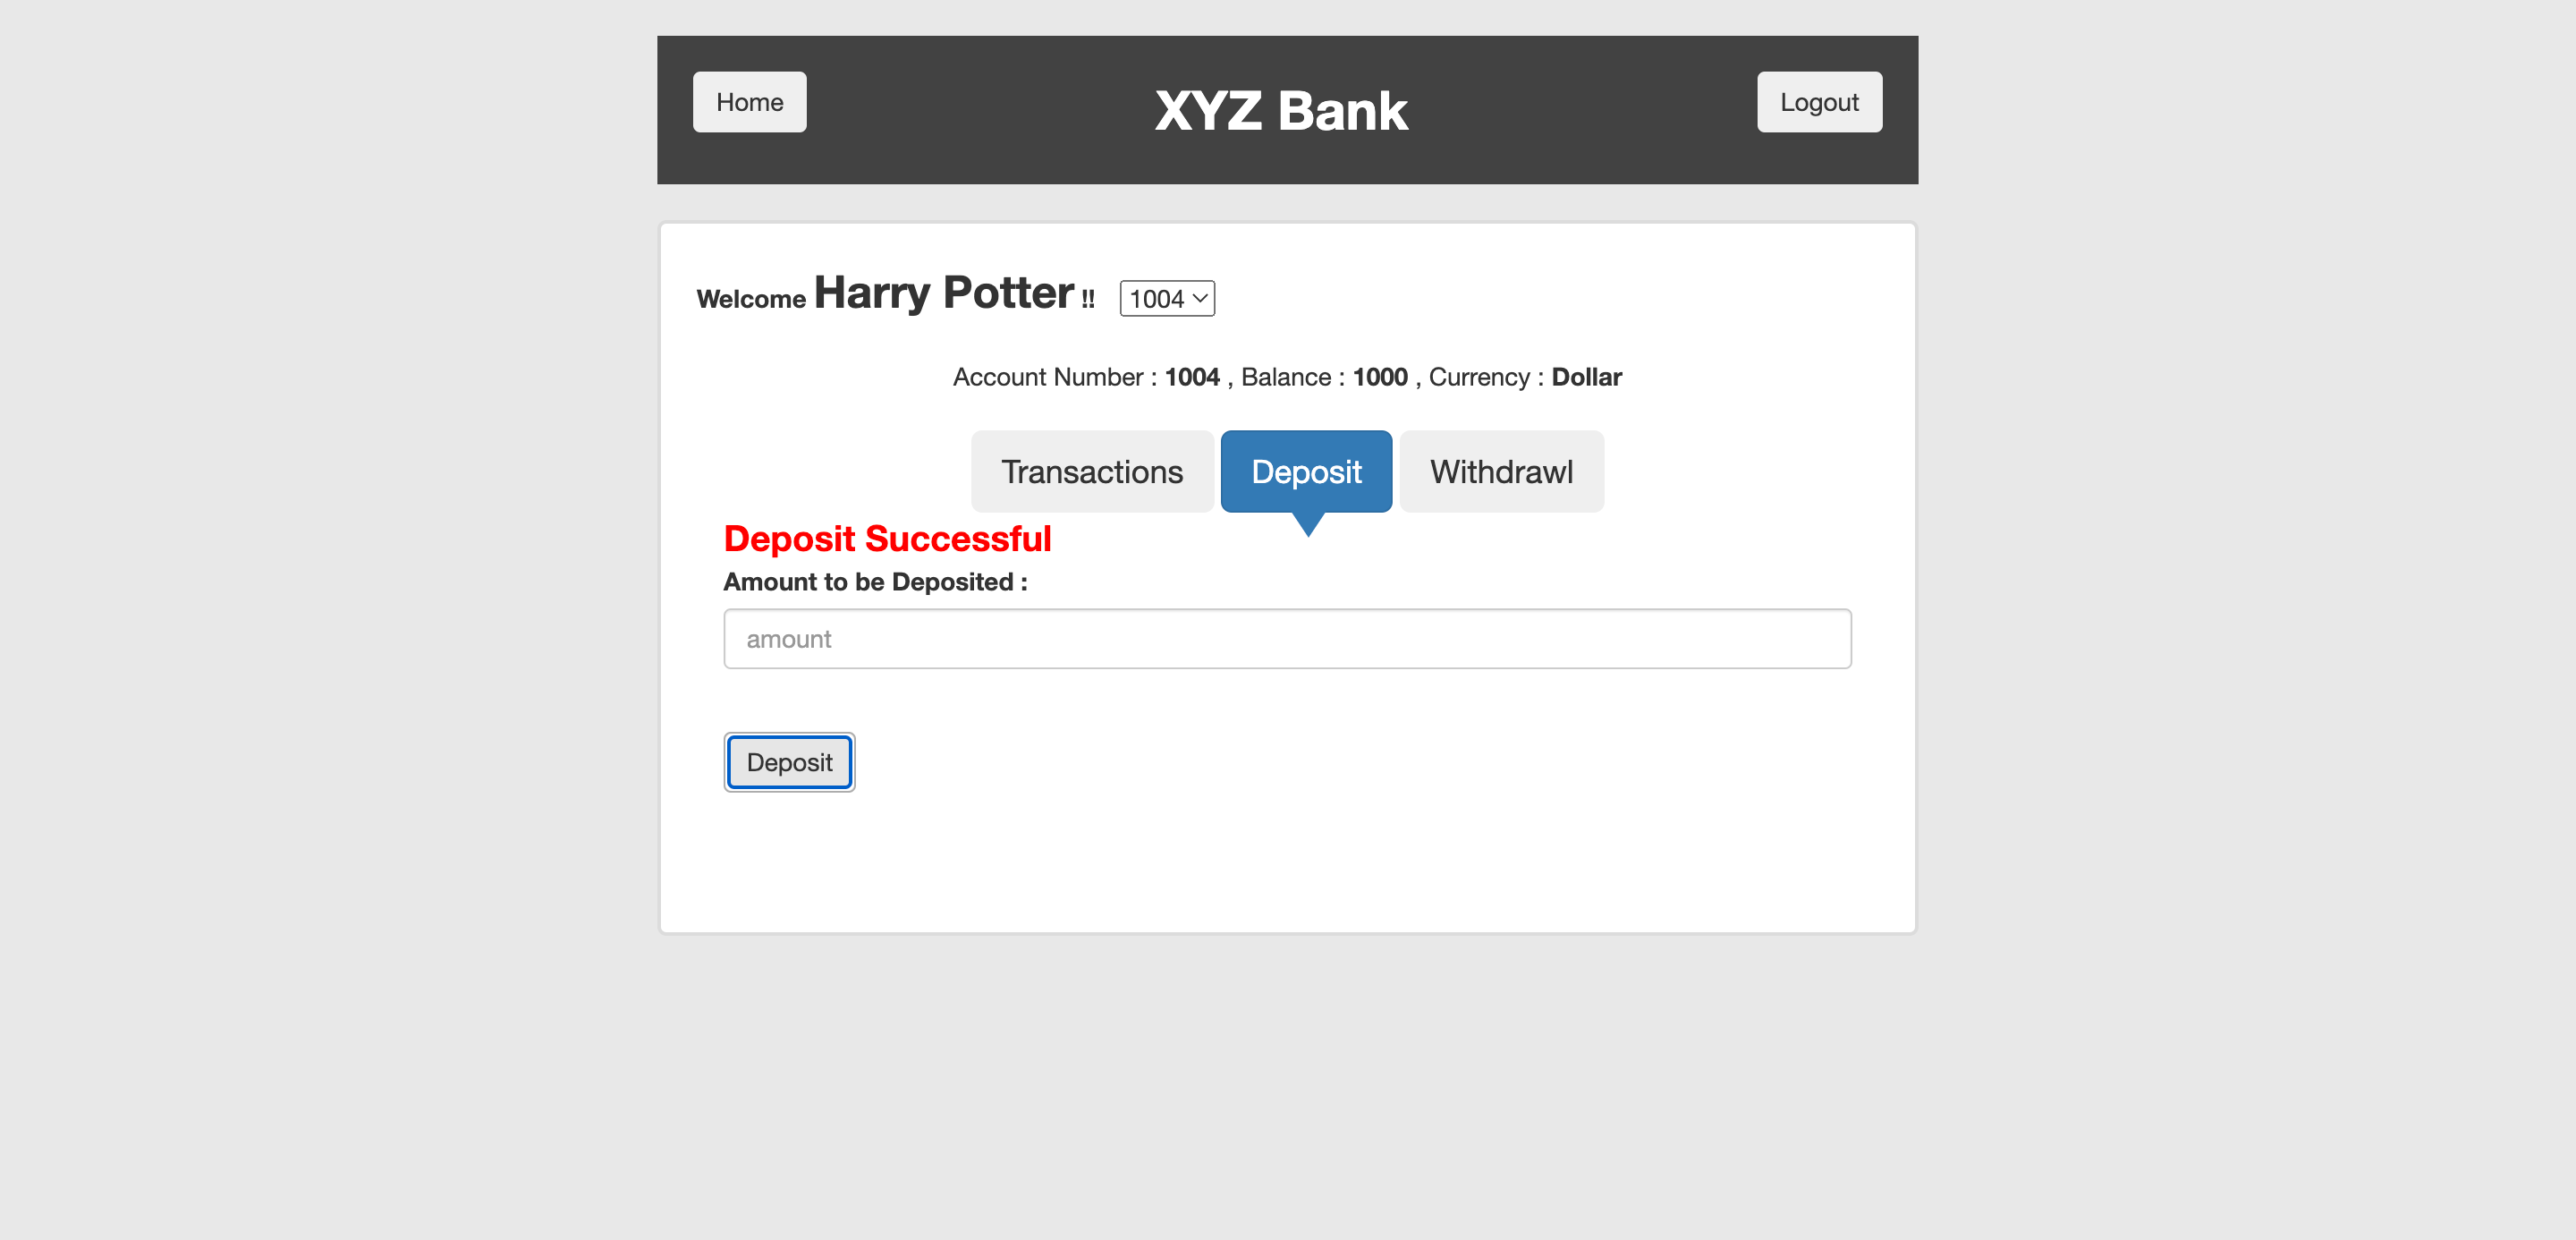 Home
XYZ Bank
Logout
Welcome Harry Potter !! 1004
Account Number : 1004 , Balance : 1000 , Currency : Dollar
Transactions Deposit Withdrawl
Deposit Successful
Amount to be Deposited :
amount
Deposit